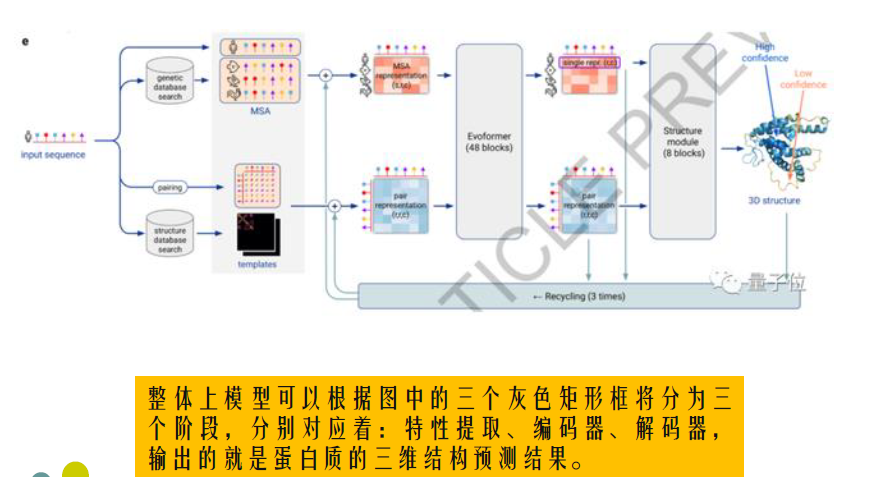 e
High
confidence
Low
confidence
genetic
database
search
MSA
MSA
representation
(s,r,c)
single repr. (r,c)
input sequence
Evoformer
(48 blocks)
Structure
module
(8 blocks)
pairing
pair
representation
(r,r,c)
pair
representation
(r,r,c)
3D structure
structure
database
search
templates
← Recycling (3 times)
TICLE PREV
量子位
整体上模型可以根据图中的三个灰色矩形框将分为三
个阶段，分别对应着：特性提取、编码器、解码器，
输出的就是蛋白质的三维结构预测结果。